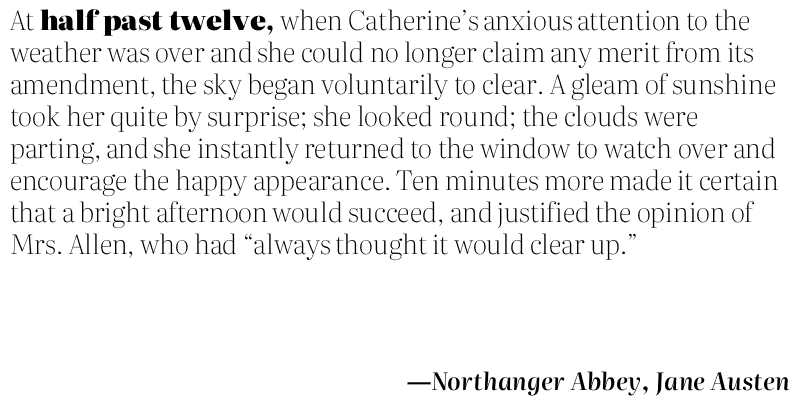 At half past twelve, when Catherine’s anxious attention to the
weather was over and she could no longer claim any merit from its
amendment, the sky began voluntarily to clear. A gleam of sunshine
took her quite by surprise; she looked round; the clouds were
parting, and she instantly returned to the window to watch over and
encourage the happy appearance. Ten minutes more made it certain
that a bright afternoon would succeed, and justified the opinion of
Mrs. Allen, who had “always thought it would clear up.”
—Northanger Abbey, Jane Austen